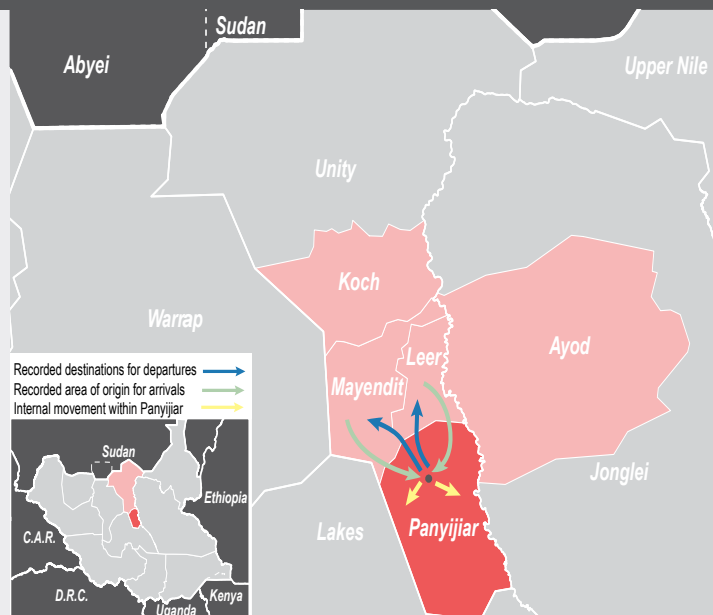 Sudan
Abyei
Upper Nile
Unity
Koch
Warrap
Ayod
Leer
Mayendit
Recorded destinations for departures
Recorded area of origin for arrivals
Internal movement within Panyijiar
Jonglei
Lakes
Panyijiar
Sudan
Ethiopia
C.A.R.
D.R.C.
Uganda
Kenya